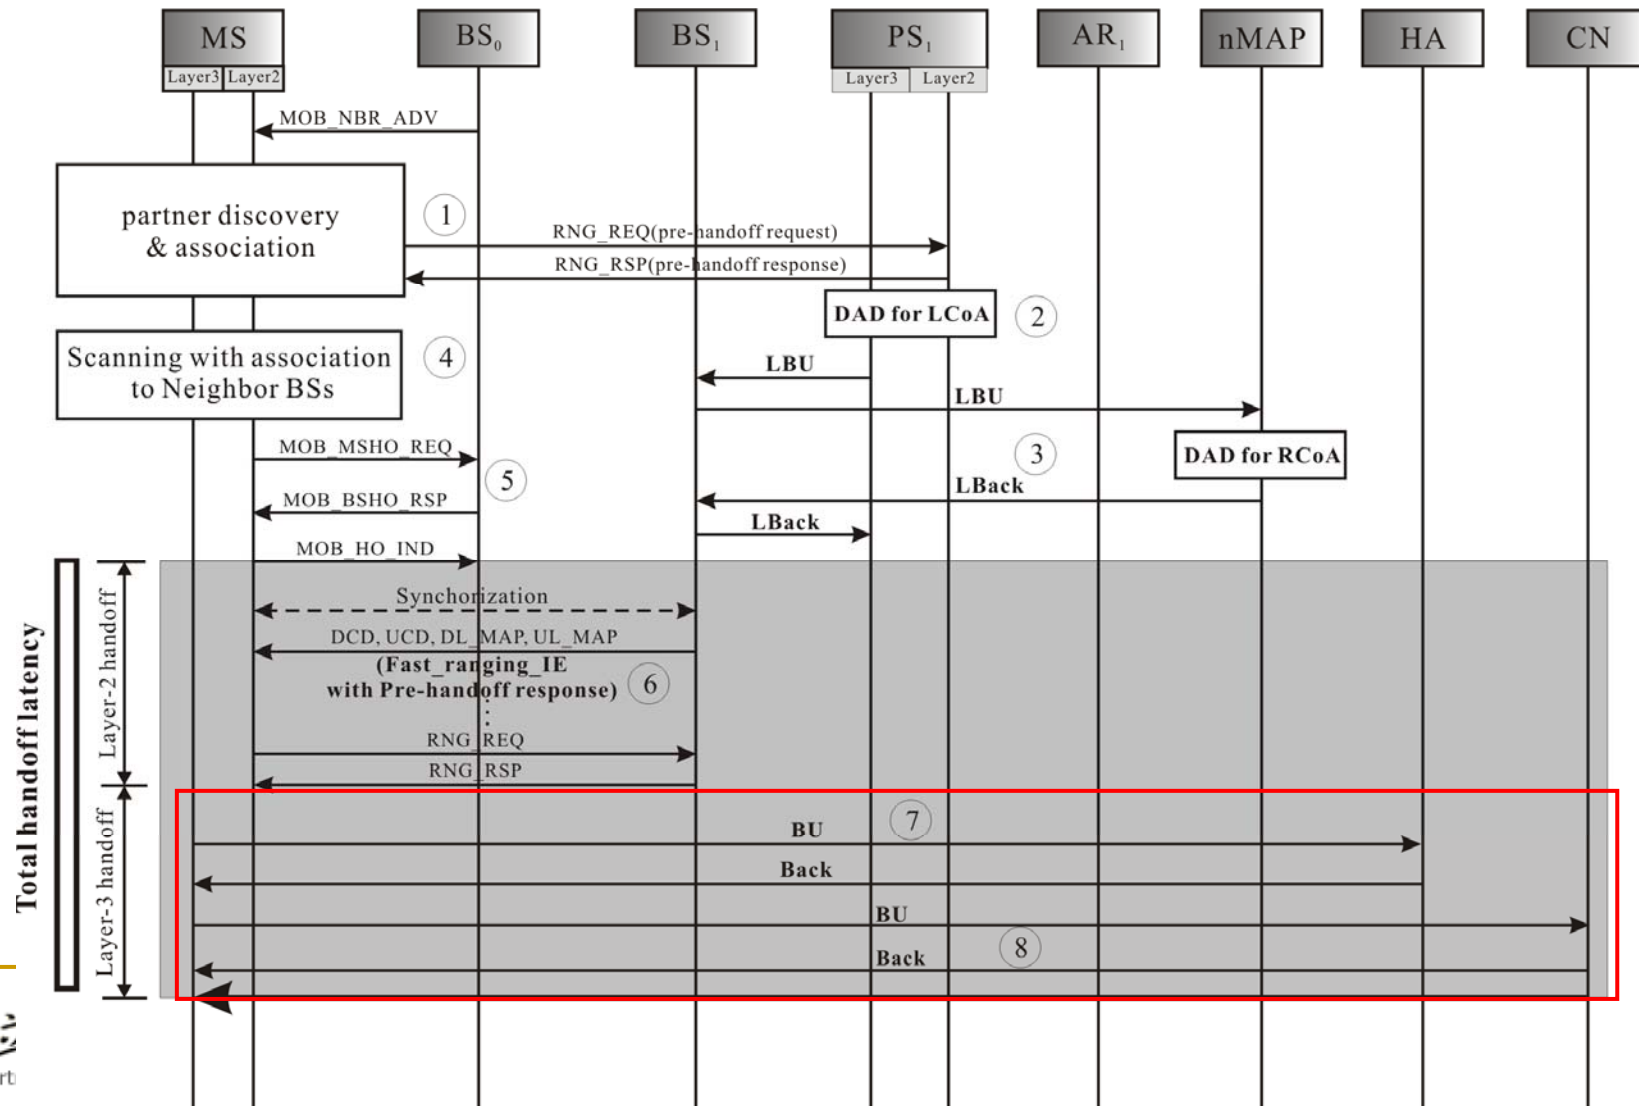 MS
BS₀
BS₁
PS₁
AR₁
nMAP
HA
CN
Layer3
Layer2
Layer3
Layer2
MOB_NBR_ADV
partner discovery
& association
1
RNG_REQ(pre-handoff request)
RNG_RSP(pre-handoff response)
DAD for LCoA
2
Scanning with association
to Neighbor BSs
4
LBU
LBU
MOB_MSHO_REQ
DAD for RCoA
3
5
LBack
MOB_BSHO_RSP
LBack
MOB_HO_IND
Synchorization
DCD, UCD, DL_MAP, UL_MAP
(Fast_ranging_IE
with Pre-handoff response)
6
RNG_REQ
RNG_RSP
Total handoff latency
Layer-2 handoff
Layer-3 handoff
7
BU
Back
BU
8
Back